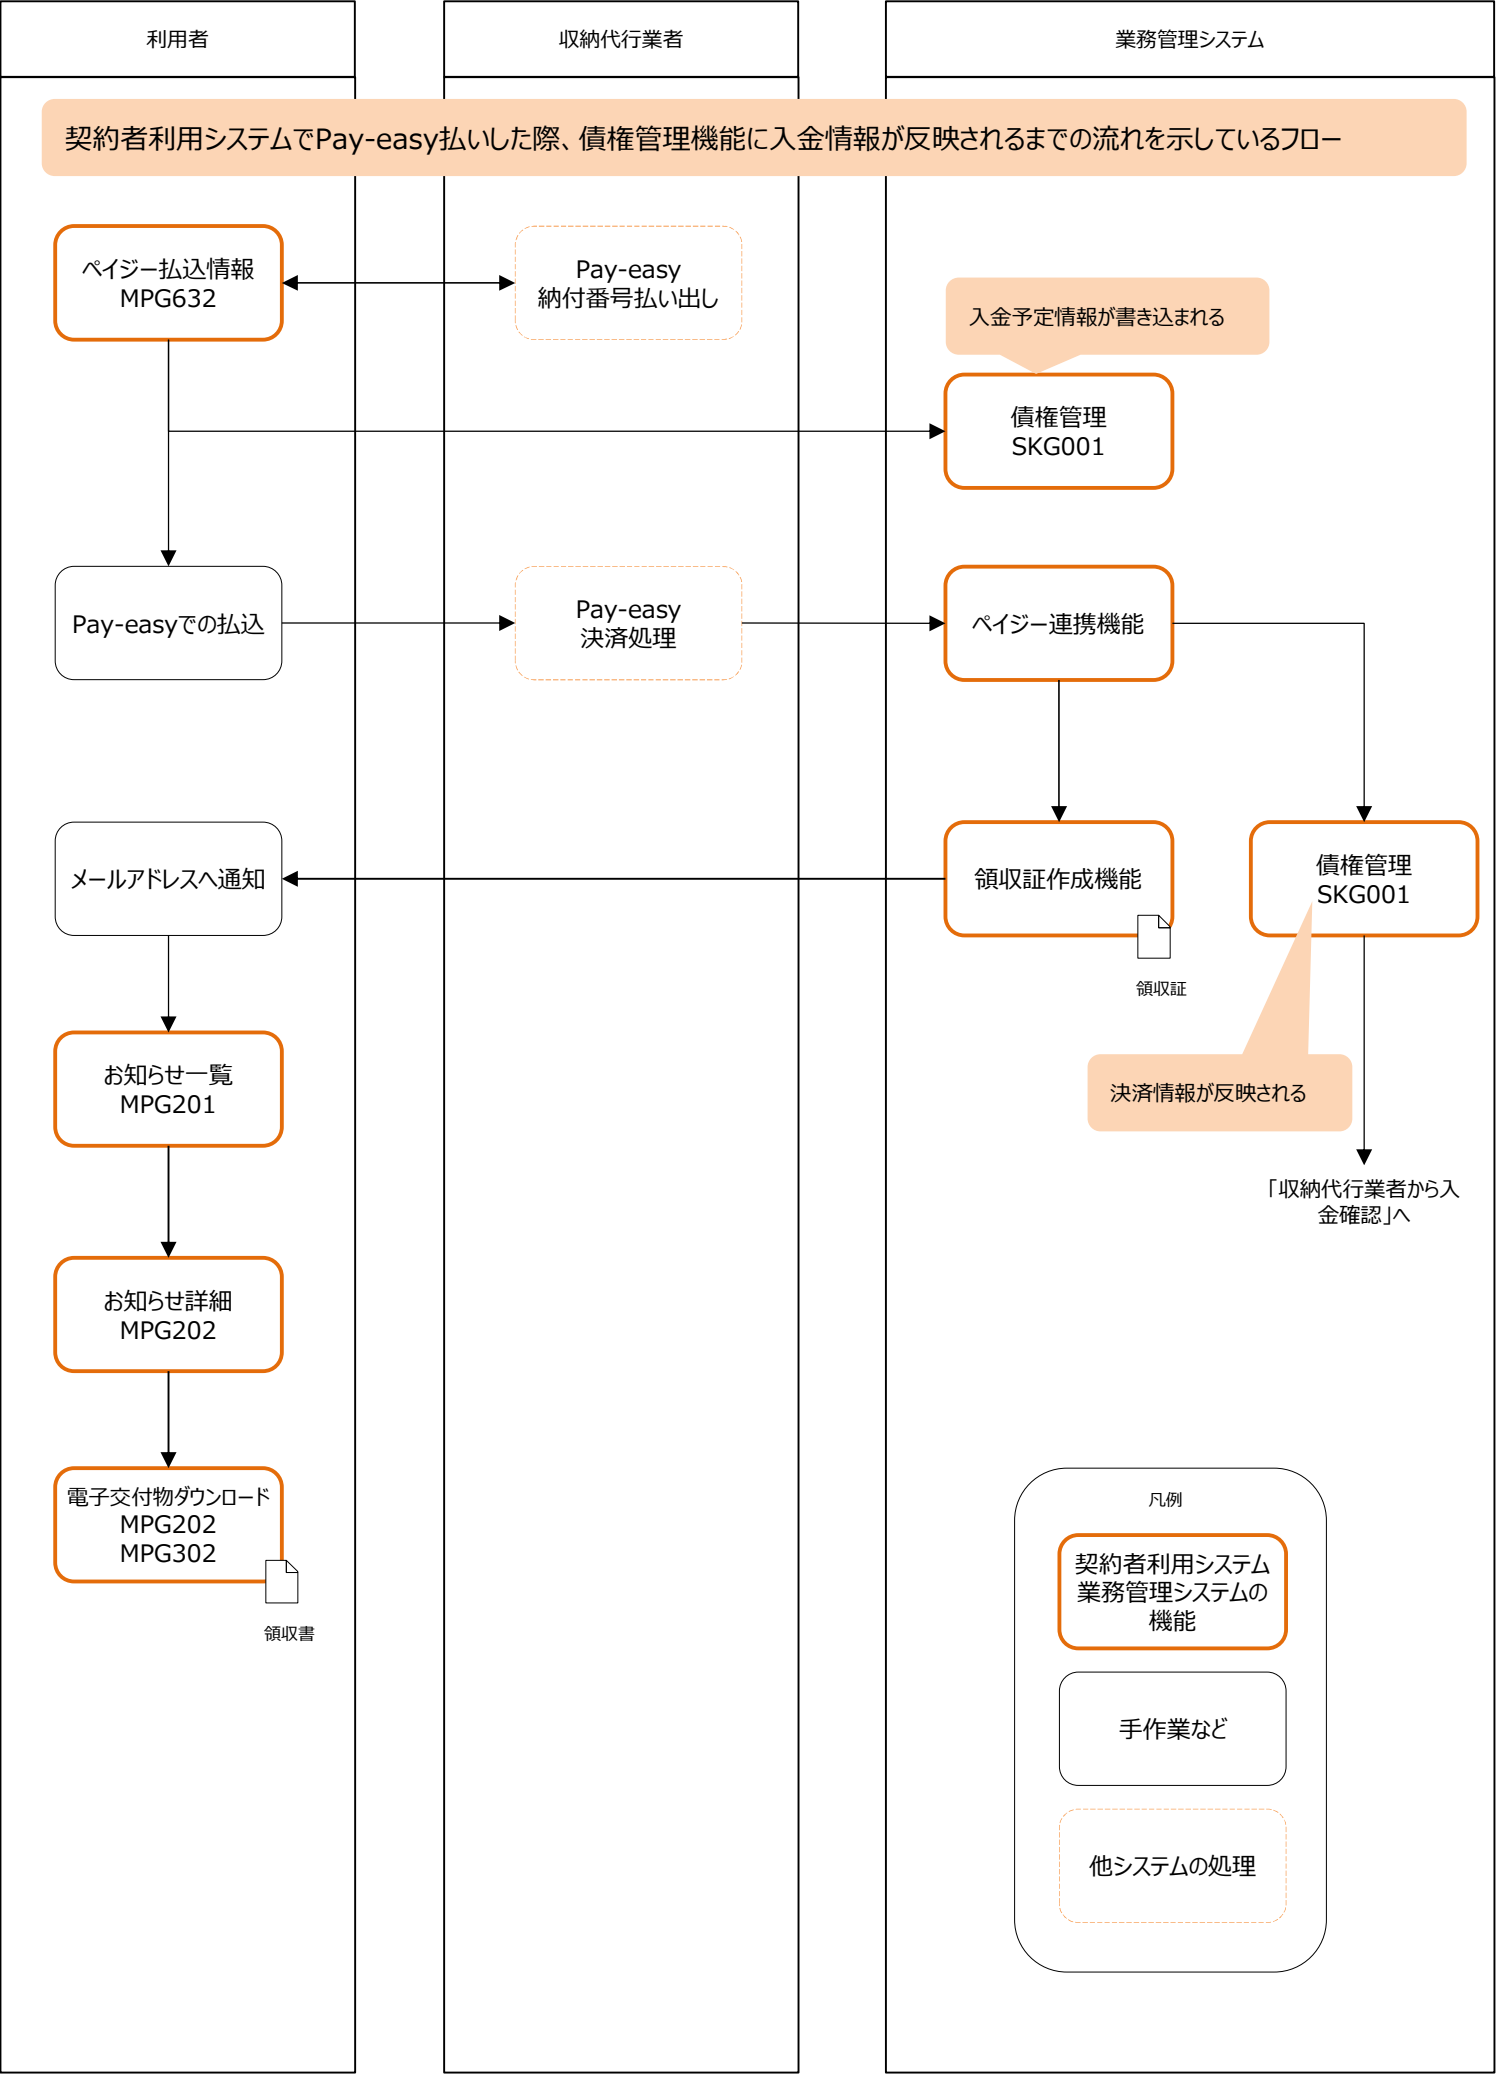 利用者
収納代行業者
業務管理システム
契約者利用システムでPay-easy払いした際、債権管理機能に入金情報が反映されるまでの流れを示しているフロー
ペイジー払込情報
MPG632
Pay-easy
納付番号払い出し
入金予定情報が書き込まれる
債権管理
SKG001
Pay-easyでの払込
Pay-easy
決済処理
ペイジー連携機能
メールアドレスへ通知
領収証作成機能
領収証
債権管理
SKG001
お知らせ一覧
MPG201
決済情報が反映される
「収納代行業者から入
金確認」へ
お知らせ詳細
MPG202
電子交付物ダウンロード
MPG202
MPG302
領収書
凡例
契約者利用システム
業務管理システムの
機能
手作業など
他システムの処理